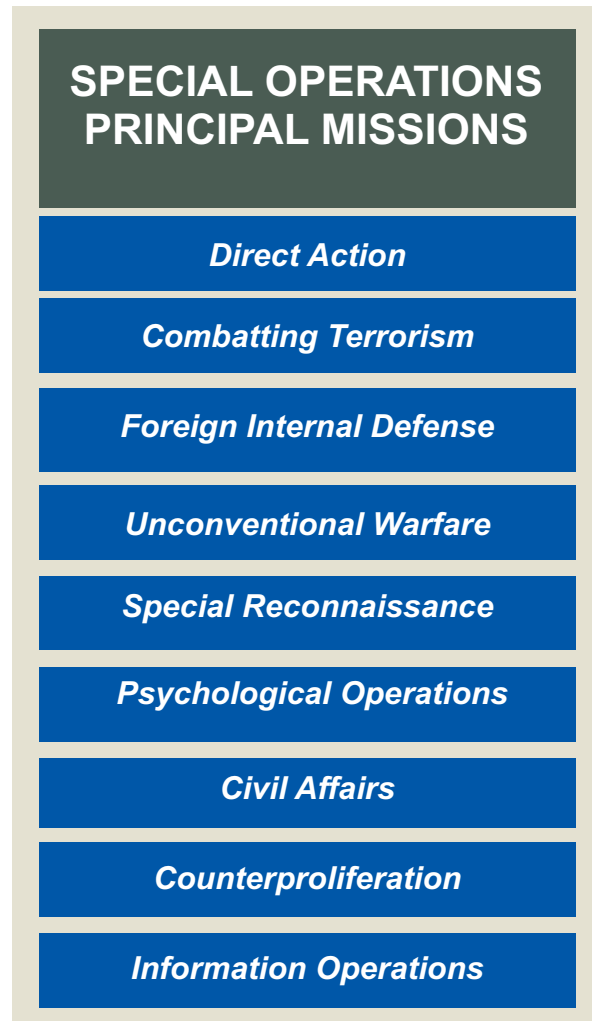 SPECIAL OPERATIONS
PRINCIPAL MISSIONS
Direct Action
Combatting Terrorism
Foreign Internal Defense
Unconventional Warfare
Special Reconnaissance
Psychological Operations
Civil Affairs
Counterproliferation
Information Operations